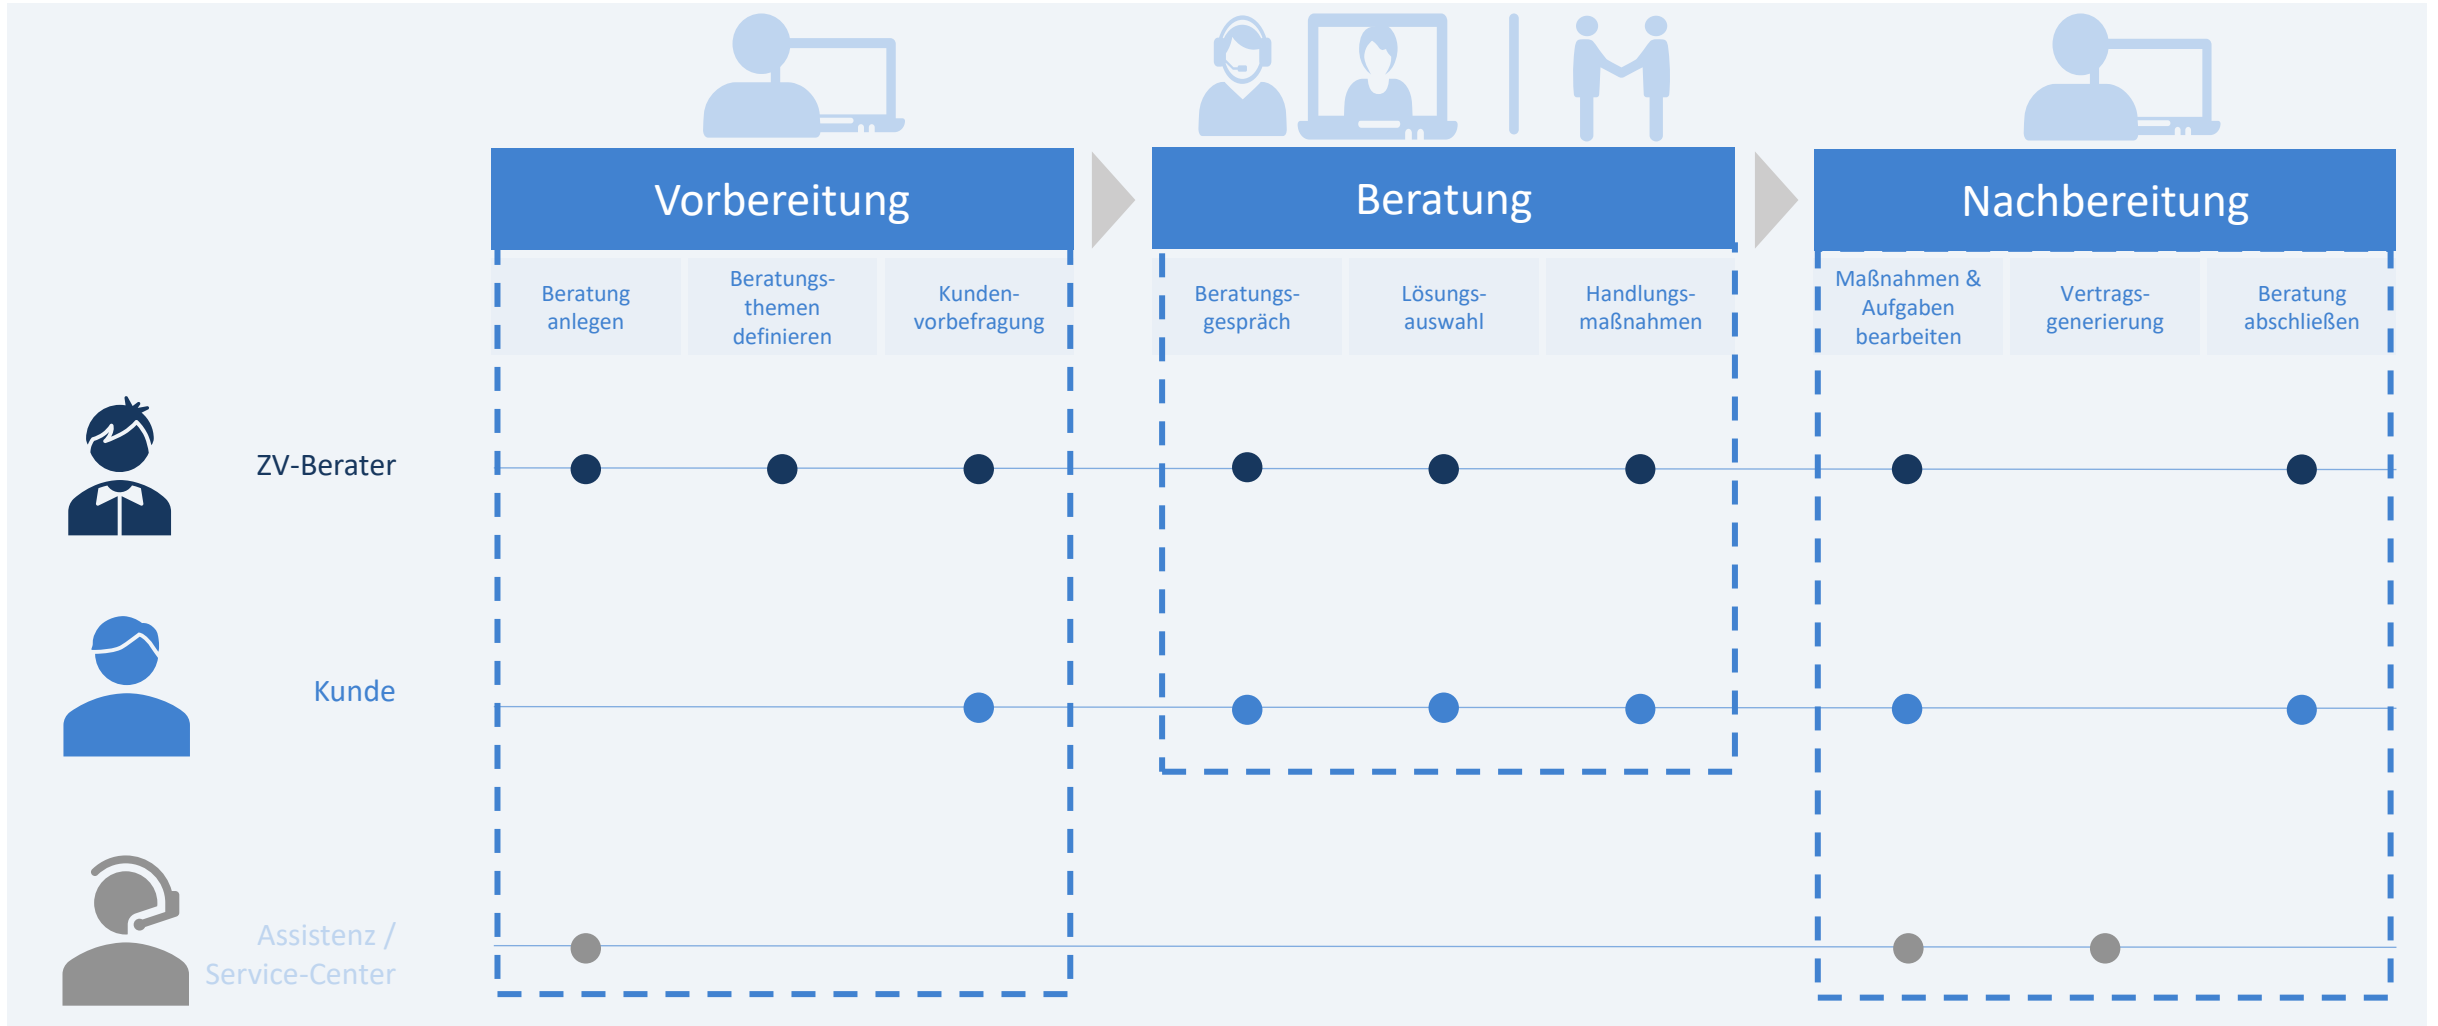 Vorbereitung
Beratung
Nachbereitung
Beratung
anlegen
Beratungs-
themen
definieren
Kunden-
vorbefragung
Beratungs-
gespräch
Lösungs-
auswahl
Handlungs-
maßnahmen
Maßnahmen &
Aufgaben
bearbeiten
Vertrags-
generierung
Beratung
abschließen
ZV-Berater
Kunde
Assistenz /
Service-Center